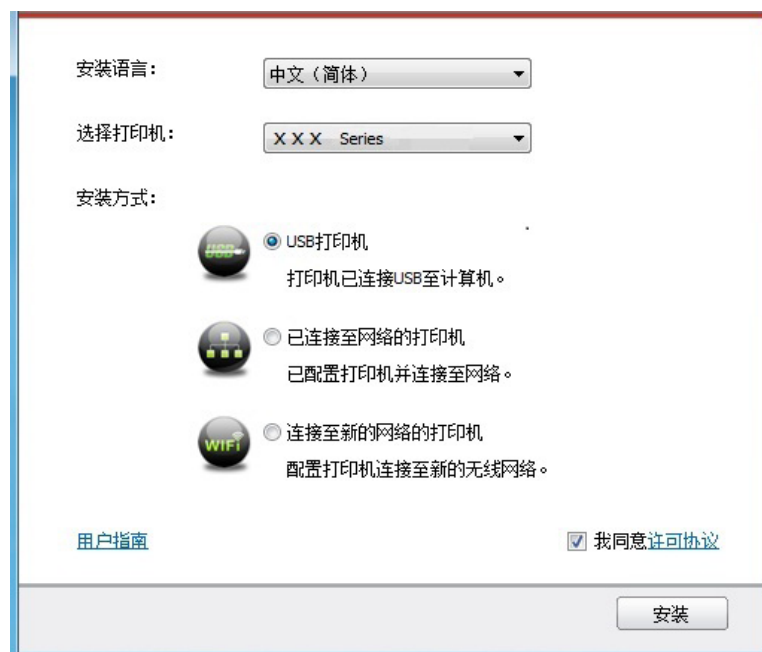 安装语言： 中文（简体）
选择打印机： X X X Series
安装方式：
USB
USB打印机
打印机已连接USB至计算机。
已连接至网络的打印机
已配置打印机并连接至网络。
WiFi
连接至新的网络的打印机
配置打印机连接至新的无线网络。
用户指南 我同意许可协议
安装